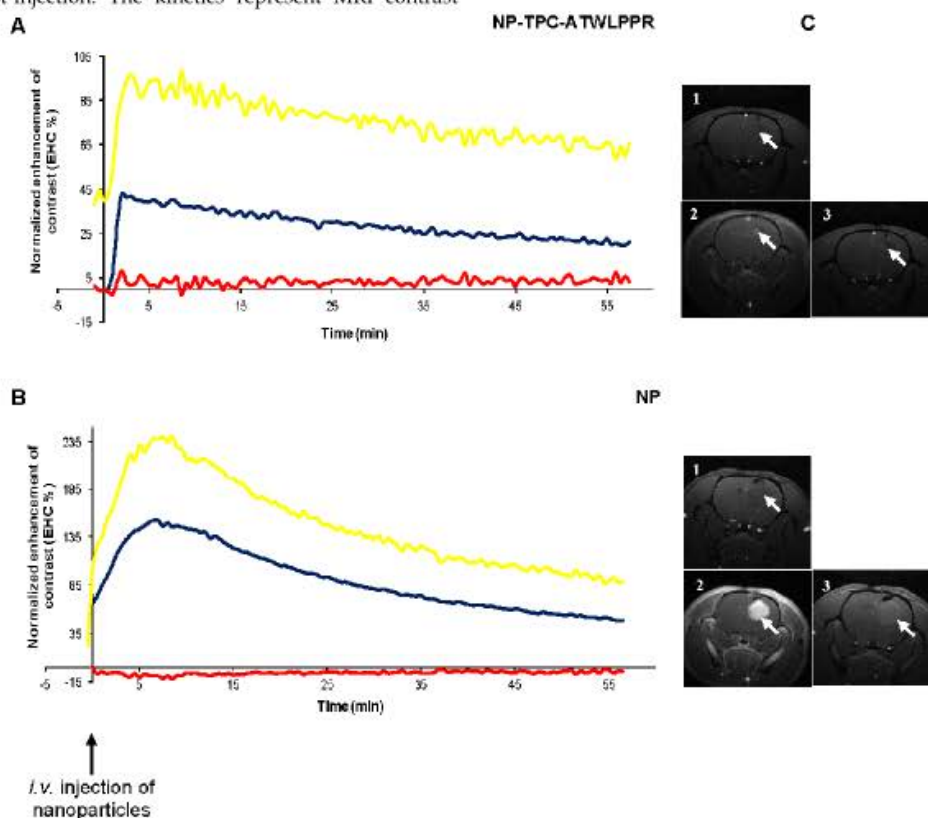 t injection. The kinetics represent MRI contrast
A
NP-TPC-ATWLPPR
C
Normalized enhancement of
contrast (EHC %)
105
85
65
45
25
5
-15
-5
5
15
25
35
45
55
Time (min)
1
2
3
B
NP
Normalized enhancement of
contrast (EHC %)
235
185
135
85
35
-15
-5
5
15
25
35
45
55
Time (min)
1
2
3
i.v. injection of
nanoparticles